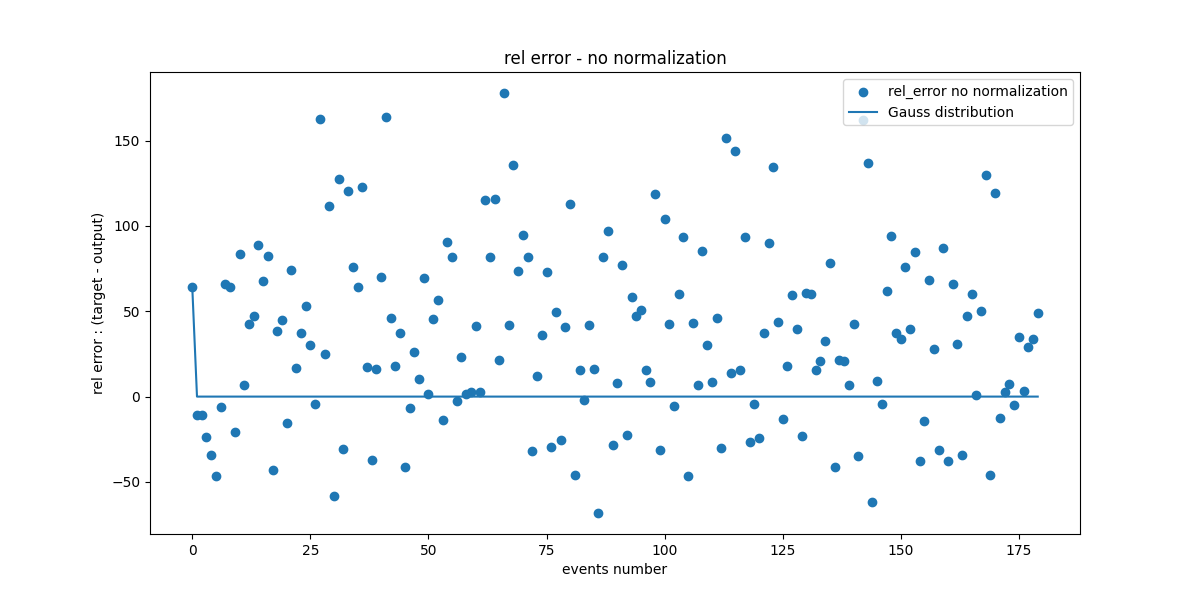 rel error - no normalization
rel_error no normalization
Gauss distribution
rel error : (target - output)
150
100
50
0
−50
0 25 50 75 100 125 150 175
events number